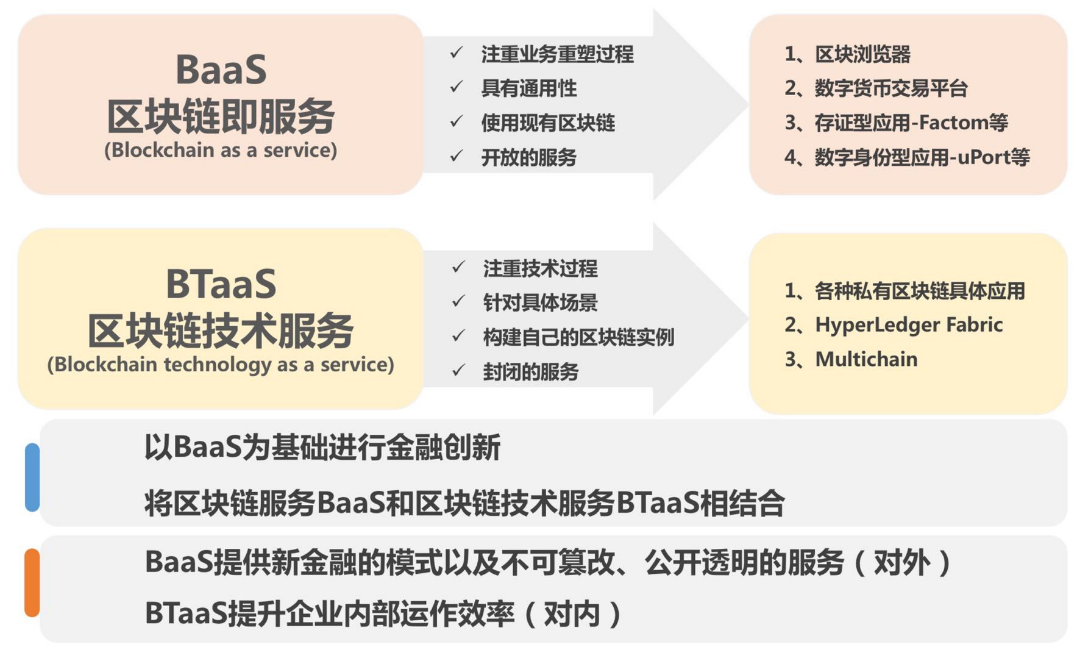 BaaS
区块链即服务
(Blockchain as a service)
✓ 注重业务重塑过程
✓ 具有通用性
✓ 使用现有区块链
✓ 开放的服务
1、区块浏览器
2、数字货币交易平台
3、存证型应用-Factom等
4、数字身份型应用-uPort等
BTaaS
区块链技术服务
(Blockchain technology as a service)
✓ 注重技术过程
✓ 针对具体场景
✓ 构建自己的区块链实例
✓ 封闭的服务
1、各种私有区块链具体应用
2、HyperLedger Fabric
3、Multichain
以BaaS为基础进行金融创新
将区块链服务BaaS和区块链技术服务BTaaS相结合
BaaS提供新金融的模式以及不可篡改、公开透明的服务（对外）
BTaaS提升企业内部运作效率（对内）